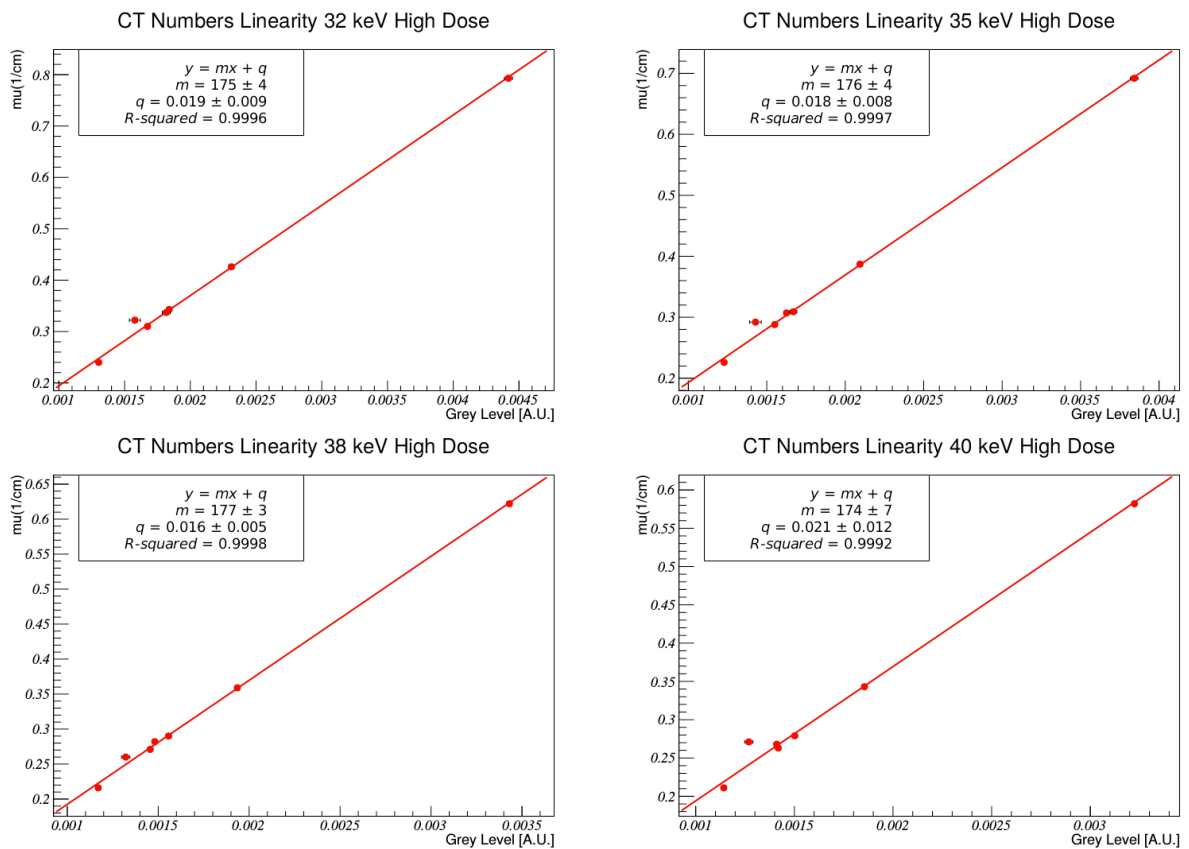 CT Numbers Linearity 32 keV High Dose
mu(1/cm)
y = mx + q
m = 175 ± 4
q = 0.019 ± 0.009
R-squared = 0.9996
0.8
0.7
0.6
0.5
0.4
0.3
0.2
0.001 0.0015 0.002 0.0025 0.003 0.0035 0.004 0.0045
Grey Level [A.U.]
CT Numbers Linearity 35 keV High Dose
mu(1/cm)
y = mx + q
m = 176 ± 4
q = 0.018 ± 0.008
R-squared = 0.9997
0.7
0.6
0.5
0.4
0.3
0.2
0.001 0.0015 0.002 0.0025 0.003 0.0035 0.004
Grey Level [A.U.]
CT Numbers Linearity 38 keV High Dose
mu(1/cm)
y = mx + q
m = 177 ± 3
q = 0.016 ± 0.005
R-squared = 0.9998
0.65
0.6
0.55
0.5
0.45
0.4
0.35
0.3
0.25
0.2
0.001 0.0015 0.002 0.0025 0.003 0.0035
Grey Level [A.U.]
CT Numbers Linearity 40 keV High Dose
mu(1/cm)
y = mx + q
m = 174 ± 7
q = 0.021 ± 0.012
R-squared = 0.9992
0.6
0.55
0.5
0.45
0.4
0.35
0.3
0.25
0.2
0.001 0.0015 0.002 0.0025 0.003
Grey Level [A.U.]